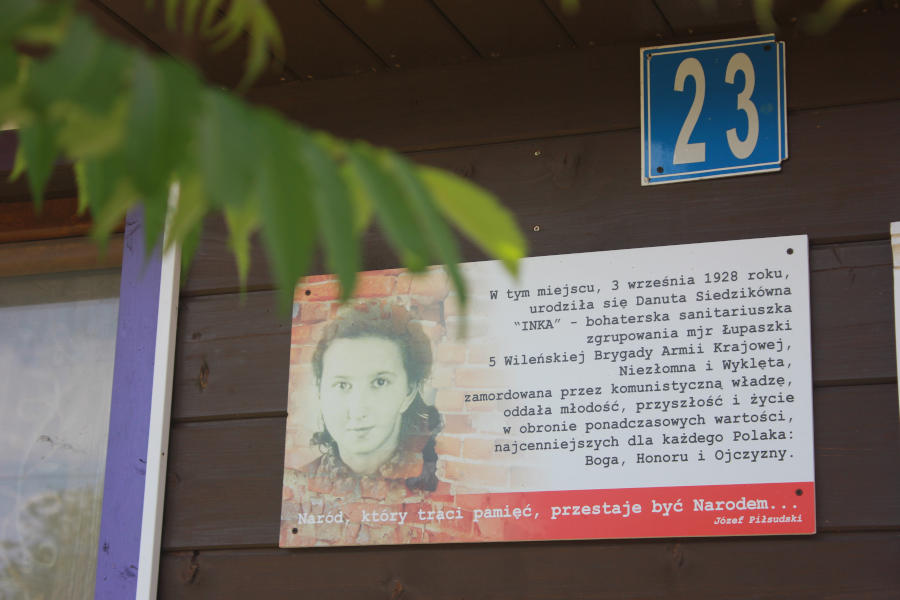 23
W tym miejscu, 3 września 1928 roku,
urodziła się Danuta Siedzikówna
"INKA" - bohaterska sanitariuszka
zgrupowania mjr Łupaszki
5 Wileńskiej Brygady Armii Krajowej,
Niezłomna i Wyklęta,
zamordowana przez komunistyczną władzę,
oddała młodość, przyszłość i życie
w obronie ponadczasowych wartości,
najcenniejszych dla każdego Polaka:
Boga, Honoru i Ojczyzny.
Naród, który traci pamięć, przestaje być Narodem...
Józef Piłsudski